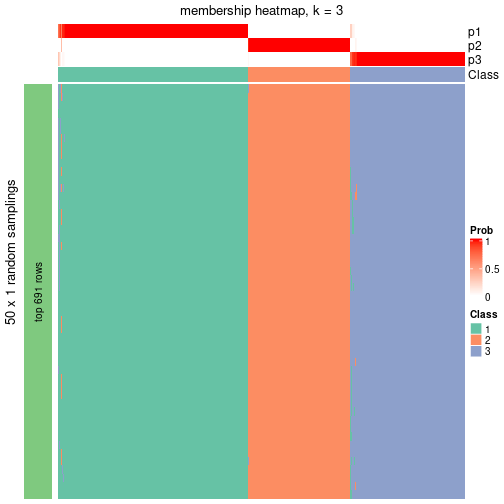 membership heatmap, k = 3
p1
p2
p3
Class
50 x 1 random samplings
top 691 rows
Prob
1
0.5
0
Class
1
2
3